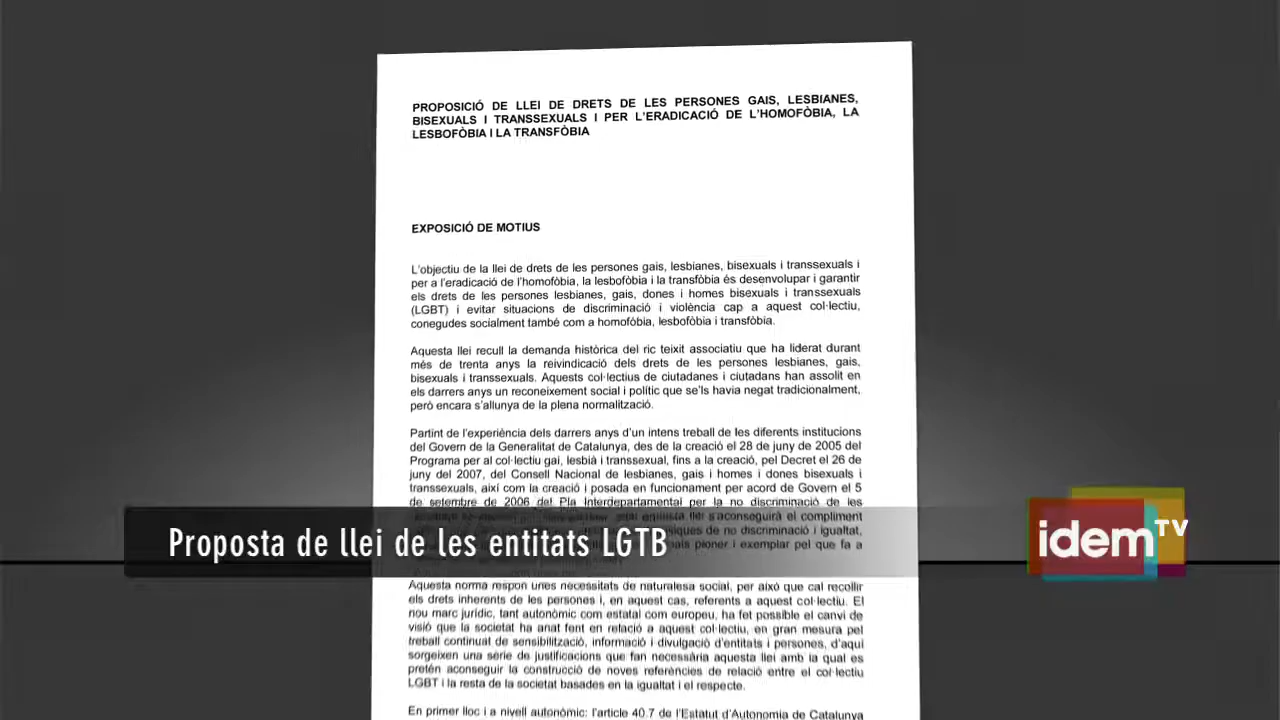 PROPOSICIÓ DE LLEI DE DRETS DE LES PERSONES GAIS, LESBIANES,
BISEXUALS I TRANSSEXUALS I PER L'ERADICACIÓ DE L'HOMOFÒBIA, LA
LESBOFÒBIA I LA TRANSFÒBIA
EXPOSICIÓ DE MOTIUS
L'objectiu de la llei de drets de les persones gais, lesbianes, bisexuals i transsexuals i
per a l'eradicació de l'homofòbia, la lesbofòbia i la transfòbia és desenvolupar i garantir
els drets de les persones lesbianes, gais, dones i homes bisexuals i transsexuals
(LGBT) i evitar situacions de discriminació i violència cap a aquest col·lectiu,
conegudes socialment també com a homofòbia, lesbofòbia i transfòbia.
Aquesta llei recull la demanda històrica del ric teixit associatiu que ha liderat durant
més de trenta anys la reivindicació dels drets de les persones lesbianes, gais,
bisexuals i transsexuals. Aquests col·lectius de ciutadanes i ciutadans han assolit en
els darrers anys un reconeixement social i polític que se'ls havia negat tradicionalment,
però encara s'allunya de la plena normalització.
Partint de l'experiència dels darrers anys d'un intens treball de les diferents institucions
del Govern de la Generalitat de Catalunya, des de la creació el 28 de juny de 2005 del
Programa per al col·lectiu gai, lesbià i transsexual, fins a la creació, pel Decret el 26 de
juny del 2007, del Consell Nacional de lesbianes, gais i homes i dones bisexuals i
transsexuals, així com la creació i posada en funcionament per acord de Govern el 5
de setembre de 2006 del Pla Interdepartamental per la no discriminació de les
aquesta llei s'aconseguirà el compliment
de no discriminació i igualtat,
pioner i exemplar pel que fa a
Proposta de llei de les entitats LGTB
idemTV
Aquesta norma respon unes necessitats de naturalesa social, per això que cal recollir
els drets inherents de les persones i, en aquest cas, referents a aquest col·lectiu. El
nou marc jurídic, tant autonòmic com estatal com europeu, ha fet possible el canvi de
visió que la societat ha anat fent en relació a aquest col·lectiu, en gran mesura pel
treball continuat de sensibilització, informació i divulgació d'entitats i persones, d'aquí
sorgeixen una sèrie de justificacions que fan necessària aquesta llei amb la qual es
pretén aconseguir la construcció de noves referències de relació entre el col·lectiu
LGBT i la resta de la societat basades en la igualtat i el respecte.
En primer lloc i a nivell autonòmic: l'article 40.7 de l'Estatut d'Autonomia de Catalunya